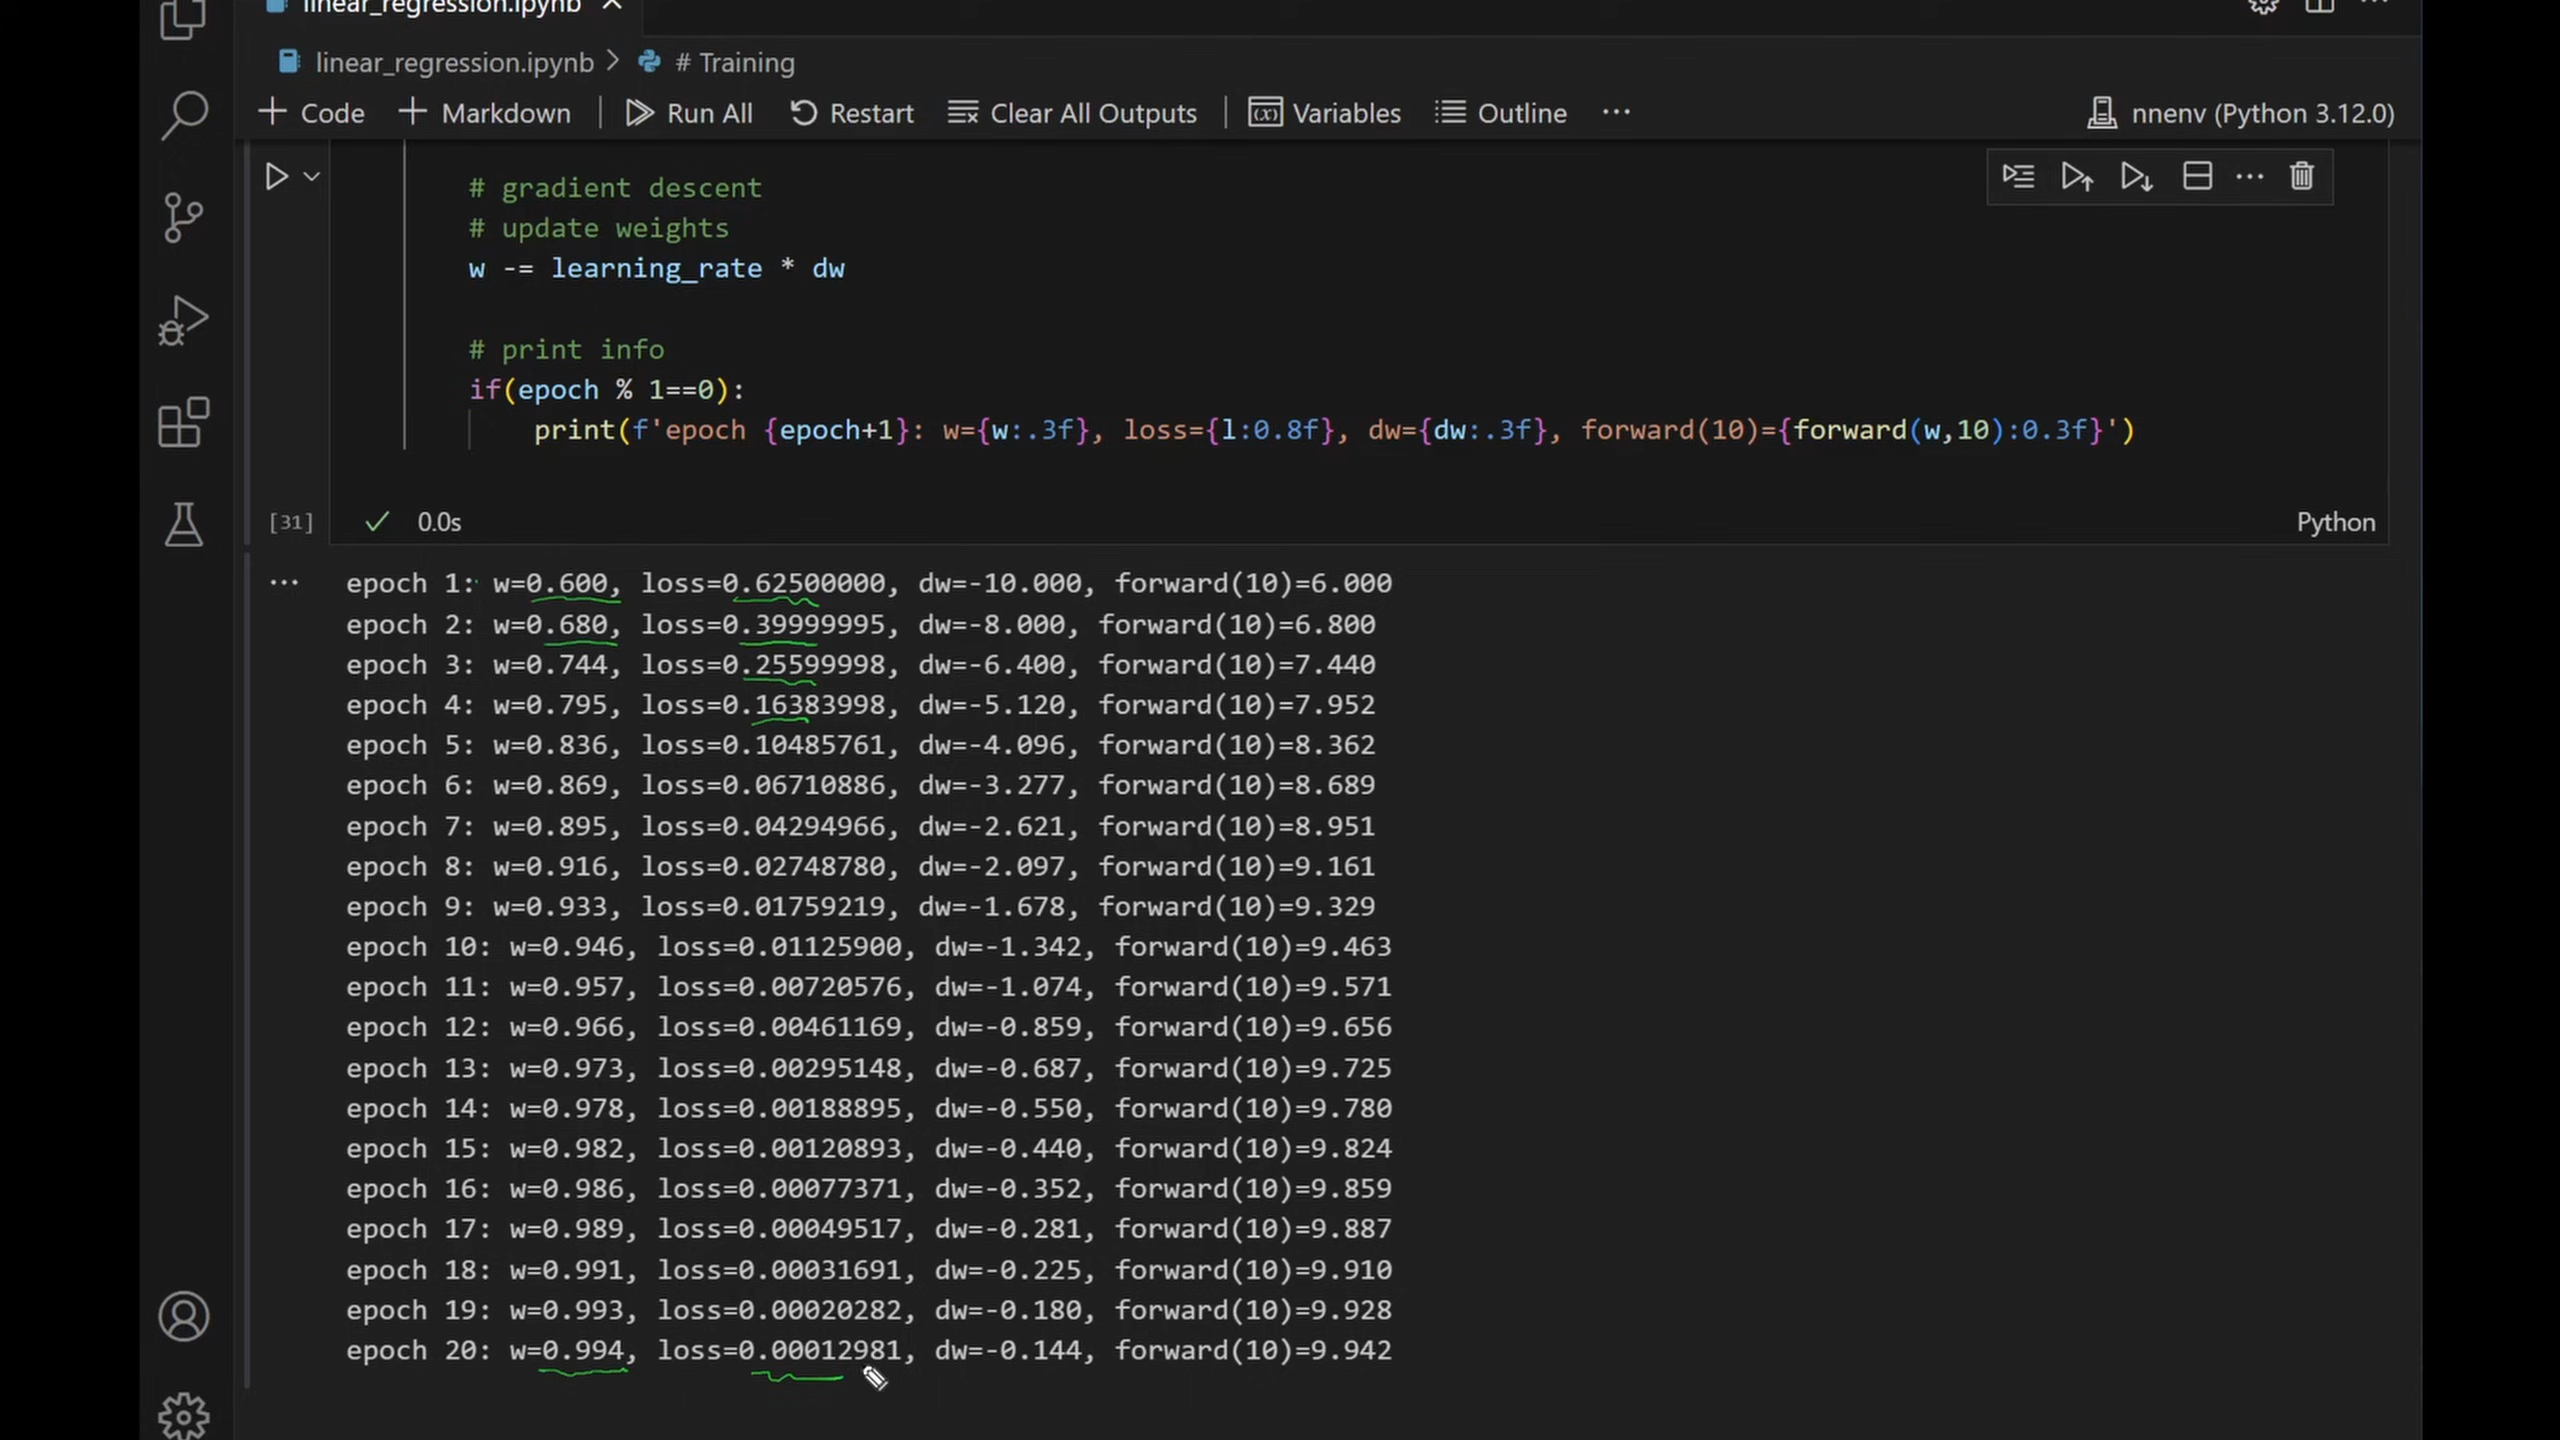 linear_regression.ipynb
linear_regression.ipynb > # Training
+ Code + Markdown | Run All Restart Clear All Outputs | Variables Outline ... nnenv (Python 3.12.0)
# gradient descent
# update weights
w -= learning_rate * dw
# print info
if(epoch % 1==0):
print(f'epoch {epoch+1}: w={w:.3f}, loss={l:0.8f}, dw={dw:.3f}, forward(10)={forward(w,10):0.3f}')
[31] 0.0s Python
epoch 1: w=0.600, loss=0.62500000, dw=-10.000, forward(10)=6.000
epoch 2: w=0.680, loss=0.39999995, dw=-8.000, forward(10)=6.800
epoch 3: w=0.744, loss=0.25599998, dw=-6.400, forward(10)=7.440
epoch 4: w=0.795, loss=0.16383998, dw=-5.120, forward(10)=7.952
epoch 5: w=0.836, loss=0.10485761, dw=-4.096, forward(10)=8.362
epoch 6: w=0.869, loss=0.06710886, dw=-3.277, forward(10)=8.689
epoch 7: w=0.895, loss=0.04294966, dw=-2.621, forward(10)=8.951
epoch 8: w=0.916, loss=0.02748780, dw=-2.097, forward(10)=9.161
epoch 9: w=0.933, loss=0.01759219, dw=-1.678, forward(10)=9.329
epoch 10: w=0.946, loss=0.01125900, dw=-1.342, forward(10)=9.463
epoch 11: w=0.957, loss=0.00720576, dw=-1.074, forward(10)=9.571
epoch 12: w=0.966, loss=0.00461169, dw=-0.859, forward(10)=9.656
epoch 13: w=0.973, loss=0.00295148, dw=-0.687, forward(10)=9.725
epoch 14: w=0.978, loss=0.00188895, dw=-0.550, forward(10)=9.780
epoch 15: w=0.982, loss=0.00120893, dw=-0.440, forward(10)=9.824
epoch 16: w=0.986, loss=0.00077371, dw=-0.352, forward(10)=9.859
epoch 17: w=0.989, loss=0.00049517, dw=-0.281, forward(10)=9.887
epoch 18: w=0.991, loss=0.00031691, dw=-0.225, forward(10)=9.910
epoch 19: w=0.993, loss=0.00020282, dw=-0.180, forward(10)=9.928
epoch 20: w=0.994, loss=0.00012981, dw=-0.144, forward(10)=9.942